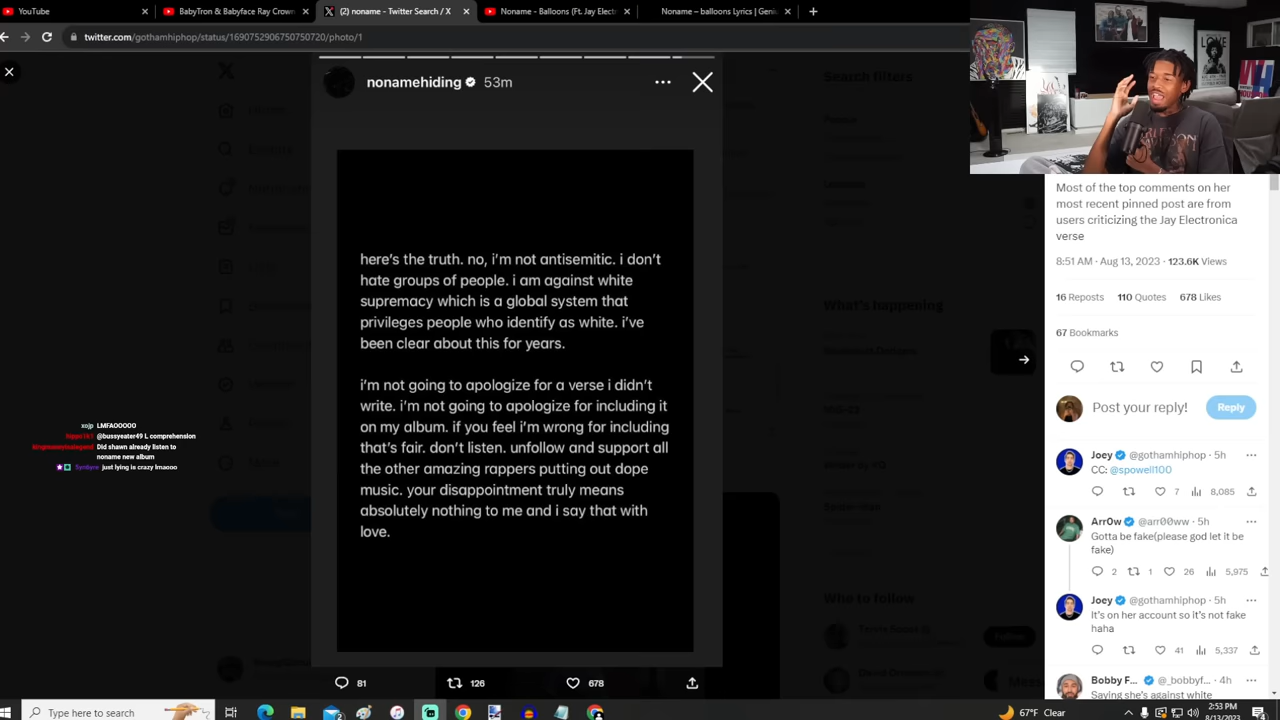 YouTube
BabyTron & Babyface Ray Crown
(2) noname - Twitter Search / X
Noname - Balloons (Ft. Jay Electr
Noname – balloons Lyrics | Geni
twitter.com/gothamhiphop/status/1690752906750750720/photo/1
nonamehiding 53m
here's the truth. no, i'm not antisemitic. i don't
hate groups of people. i am against white
supremacy which is a global system that
privileges people who identify as white. i've
been clear about this for years.
i'm not going to apologize for a verse i didn't
write. i'm not going to apologize for including it
on my album. if you feel i'm wrong for including
that's fair. don't listen. unfollow and support all
the other amazing rappers putting out dope
music. your disappointment truly means
absolutely nothing to me and i say that with
love.
81 126 678
xojp LMFAOOOOO
@bussyeater49 L comprehension
Did shawn already listen to
noname new album
just lying is crazy lmaooo
Search filters
What's happening
Who to follow
LOVE
Most of the top comments on her
most recent pinned post are from
users criticizing the Jay Electronica
verse
8:51 AM · Aug 13, 2023 · 123.6K Views
16 Reposts 110 Quotes 678 Likes
67 Bookmarks
Post your reply!
Reply
Joey @gothamhiphop · 5h
CC: @spowell100
7 8,085
Arr0w @arr00ww · 5h
Gotta be fake(please god let it be
fake)
2 1 26 5,975
Joey @gothamhiphop · 5h
It's on her account so it's not fake
haha
41 5,337
Bobby F... @_bobbyf... · 4h
Saying she's against white
Type here to search
67°F Clear
2:53 PM
8/13/2023